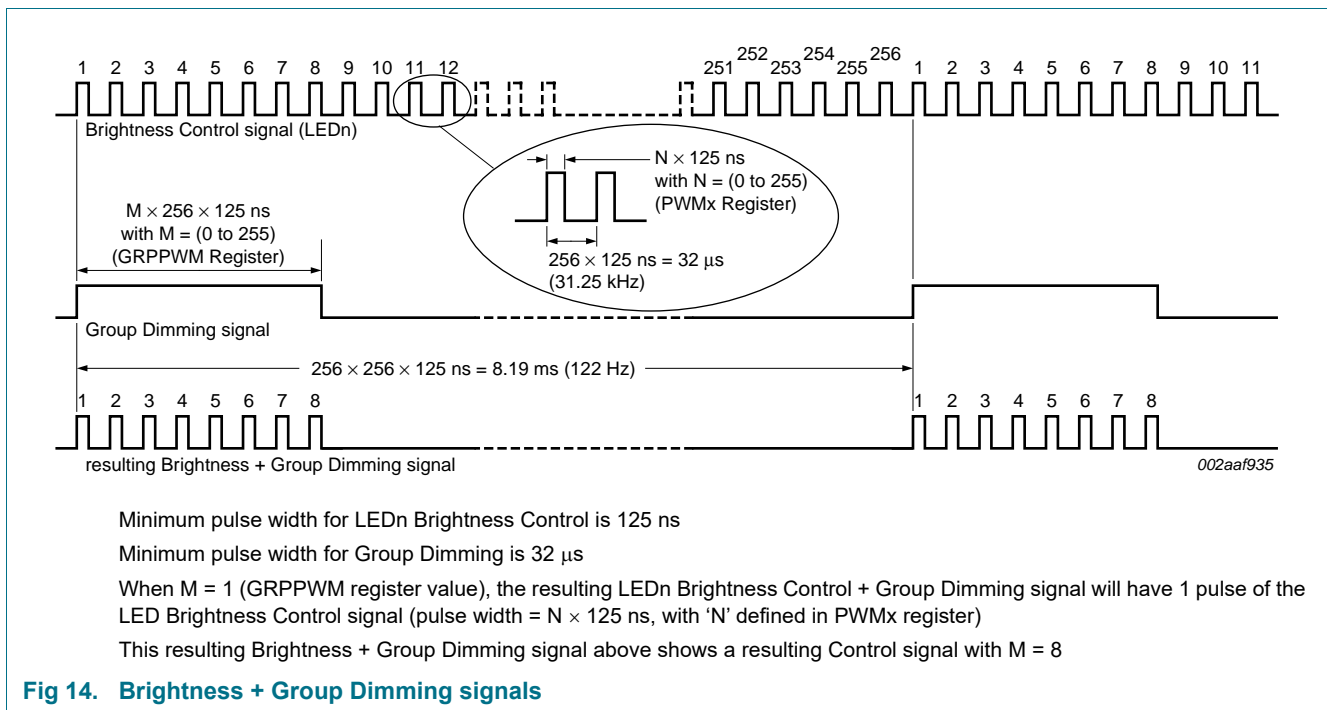 1 2 3 4 5 6 7 8 9 10 11 12 251 252 253 254 255 256 1 2 3 4 5 6 7 8 9 10 11
Brightness Control signal (LEDn)
N × 125 ns
with N = (0 to 255)
(PWMx Register)
M × 256 × 125 ns
with M = (0 to 255)
(GRPPWM Register)
256 × 125 ns = 32 μs
(31.25 kHz)
Group Dimming signal
256 × 256 × 125 ns = 8.19 ms (122 Hz)
1 2 3 4 5 6 7 8 1 2 3 4 5 6 7 8
resulting Brightness + Group Dimming signal
002aaf935
Minimum pulse width for LEDn Brightness Control is 125 ns
Minimum pulse width for Group Dimming is 32 μs
When M = 1 (GRPPWM register value), the resulting LEDn Brightness Control + Group Dimming signal will have 1 pulse of the
LED Brightness Control signal (pulse width = N × 125 ns, with ‘N’ defined in PWMx register)
This resulting Brightness + Group Dimming signal above shows a resulting Control signal with M = 8
Fig 14. Brightness + Group Dimming signals